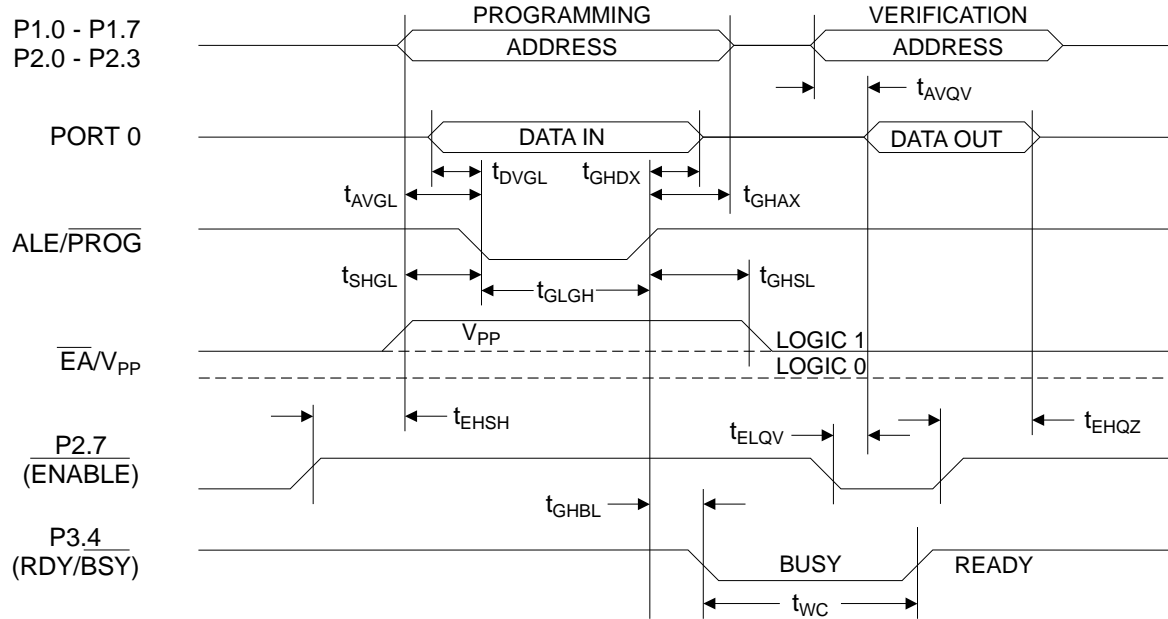 PROGRAMMING
VERIFICATION
P1.0 - P1.7
P2.0 - P2.3
ADDRESS
ADDRESS
tAVQV
PORT 0
DATA IN
DATA OUT
tDVGL
tGHDX
tAVGL
tGHAX
ALE/PROG
tSHGL
tGLGH
tGHSL
VPP
LOGIC 1
EA/VPP
LOGIC 0
tEHSH
tELQV
tEHQZ
P2.7
(ENABLE)
tGHBL
P3.4
(RDY/BSY)
BUSY
READY
tWC